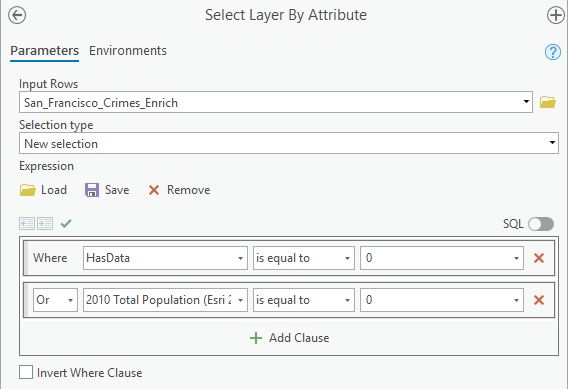 Select Layer By Attribute
Parameters Environments
?
Input Rows
San_Francisco_Crimes_Enrich
Selection type
New selection
Expression
Load Save Remove
SQL
Where HasData is equal to 0
Or 2010 Total Population (Esri 2 is equal to 0
Add Clause
Invert Where Clause